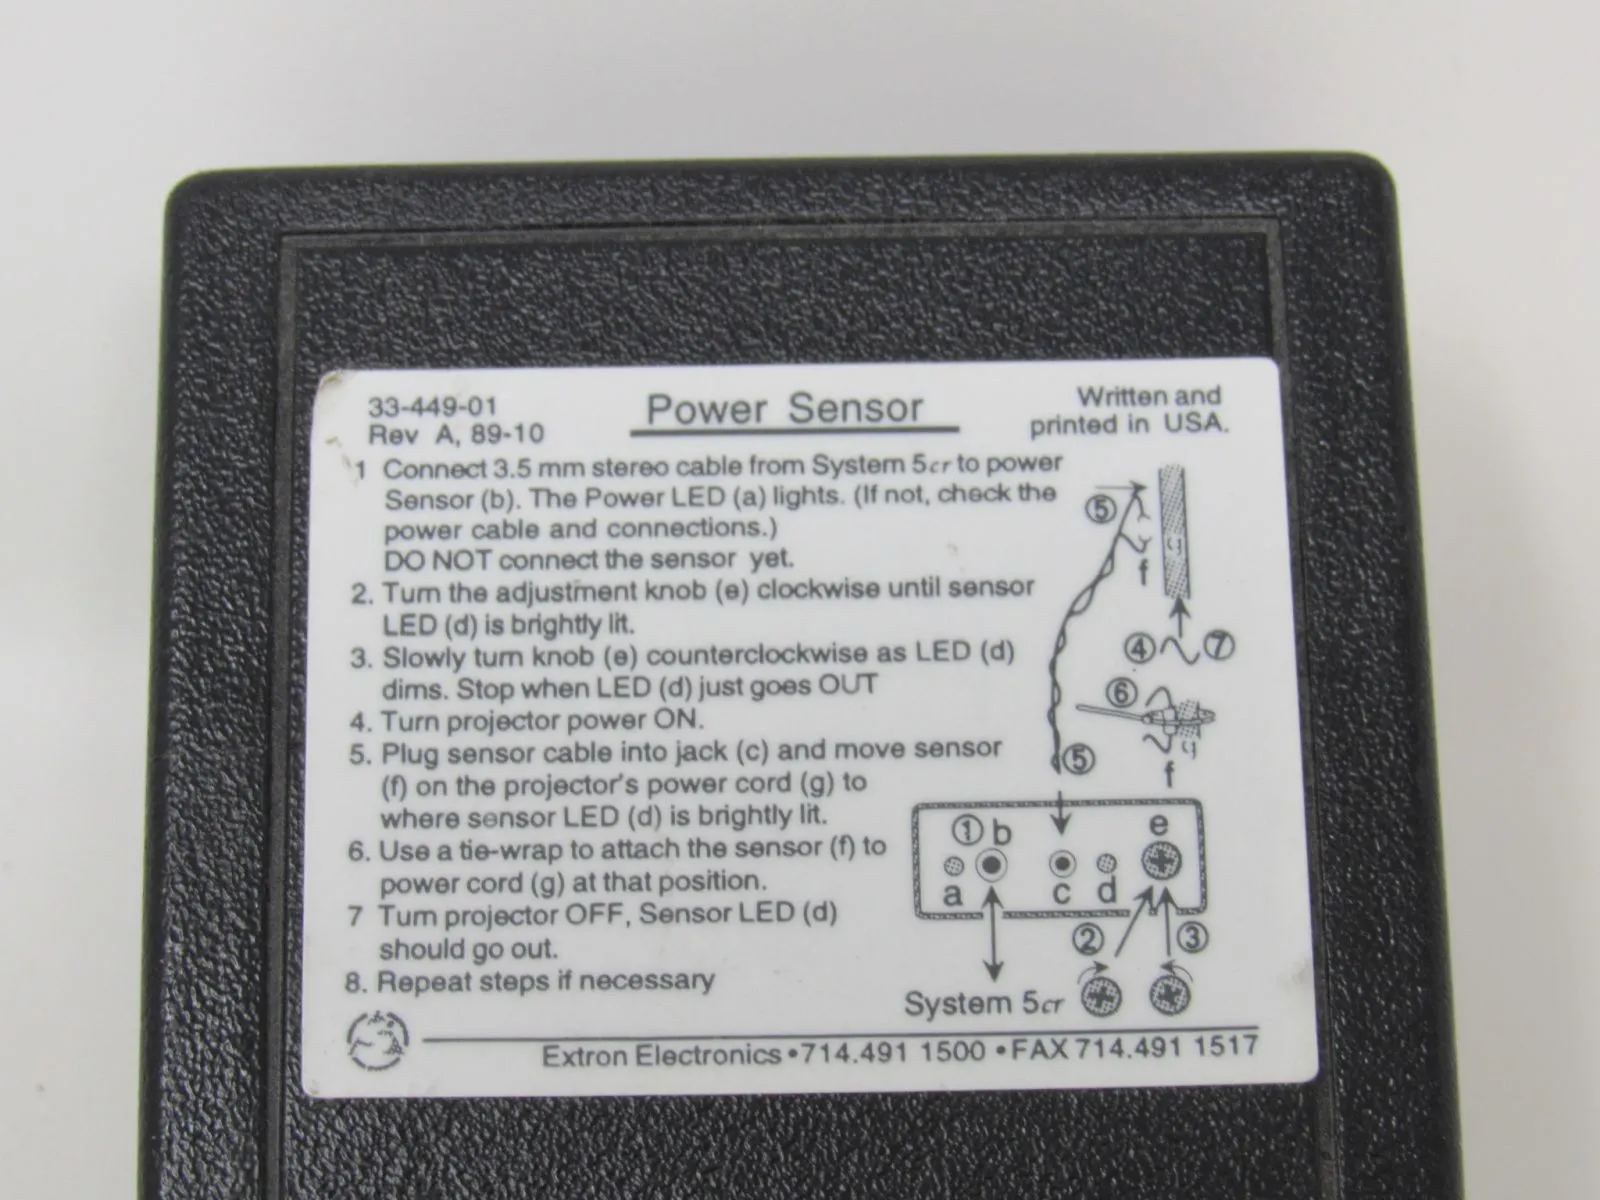 33-449-01
Rev A, 89-10
Power Sensor
Written and
printed in USA.
1 Connect 3.5 mm stereo cable from System 5cr to power
Sensor (b). The Power LED (a) lights. (If not, check the
power cable and connections.)
DO NOT connect the sensor yet.
2. Turn the adjustment knob (e) clockwise until sensor
LED (d) is brightly lit.
3. Slowly turn knob (e) counterclockwise as LED (d)
dims. Stop when LED (d) just goes OUT
4. Turn projector power ON.
5. Plug sensor cable into jack (c) and move sensor
(f) on the projector's power cord (g) to
where sensor LED (d) is brightly lit.
6. Use a tie-wrap to attach the sensor (f) to
power cord (g) at that position.
7 Turn projector OFF, Sensor LED (d)
should go out.
8. Repeat steps if necessary
5
g
f
4 7
6
g
5
f
1 b e
a c d
2 3
System 5cr
Extron Electronics • 714.491 1500 • FAX 714.491 1517